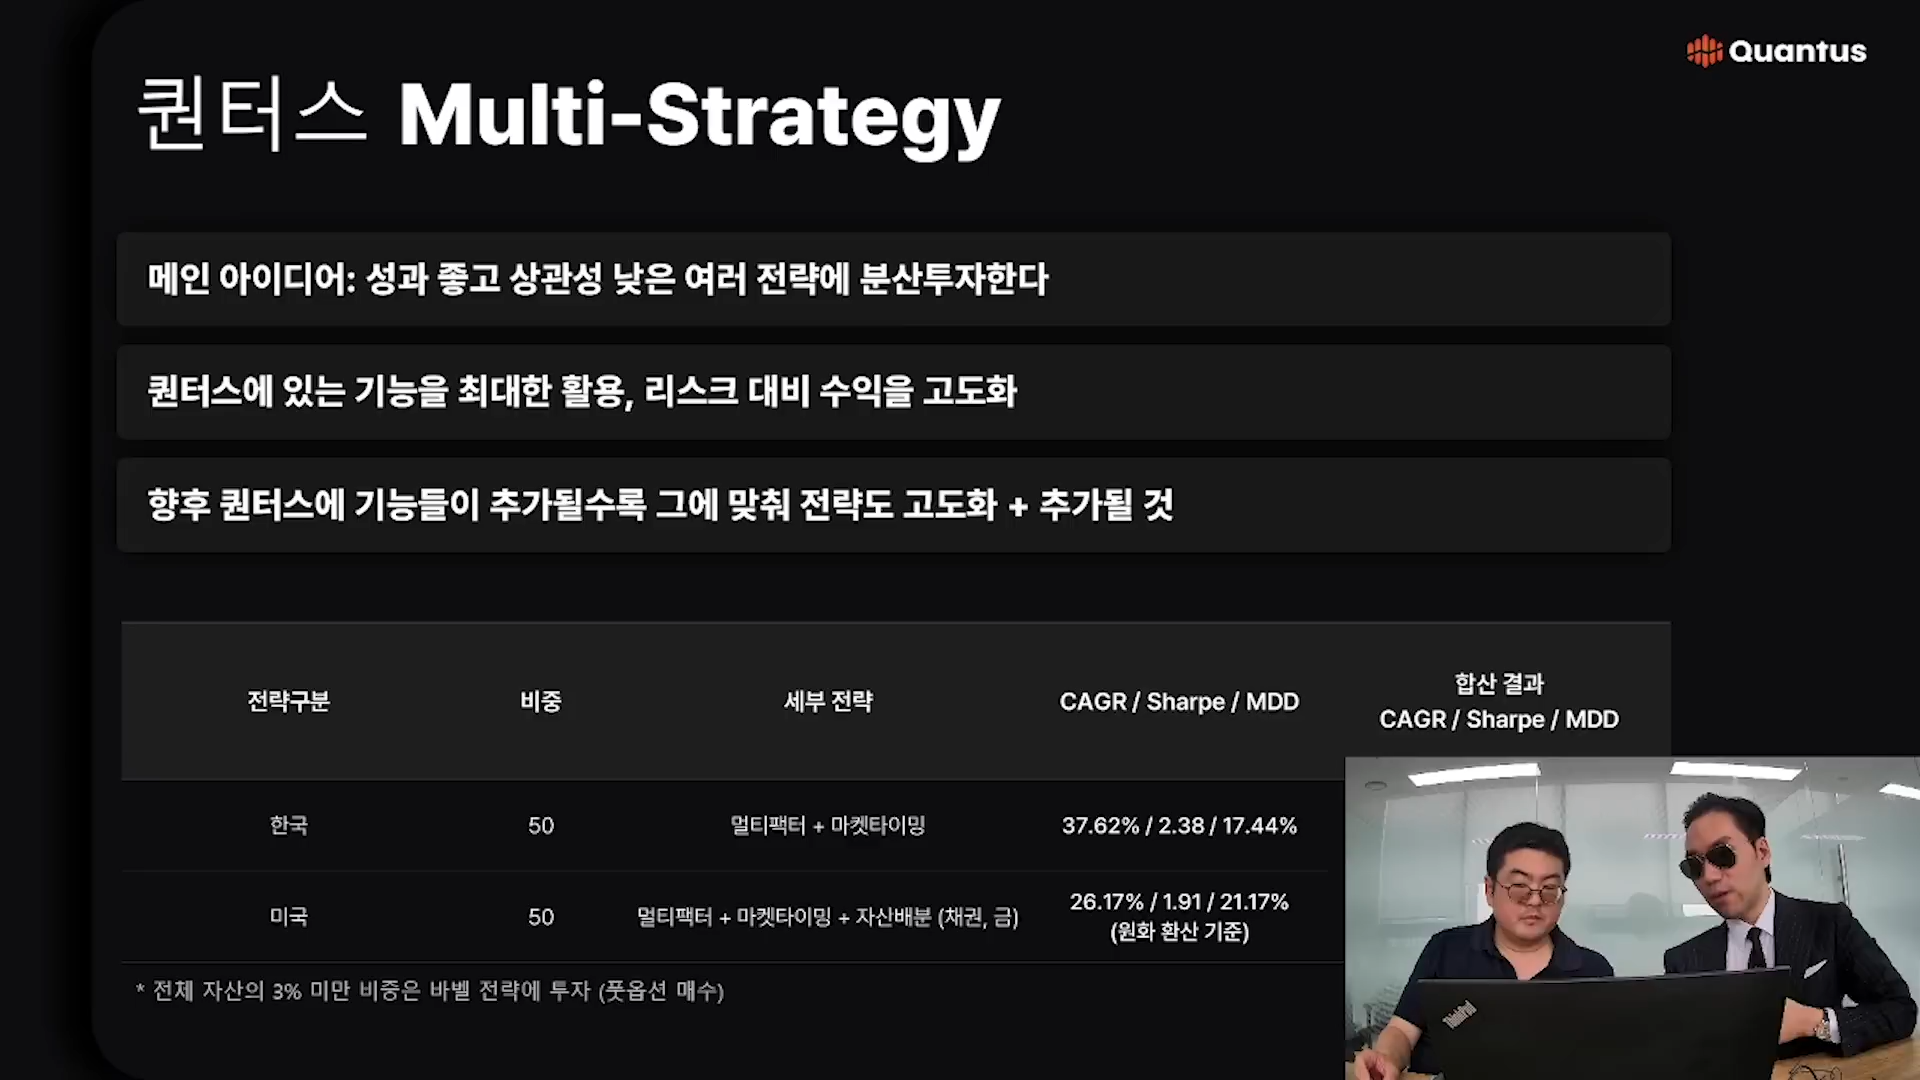 Quantus
퀀터스 Multi-Strategy
메인 아이디어: 성과 좋고 상관성 낮은 여러 전략에 분산투자한다
퀀터스에 있는 기능을 최대한 활용, 리스크 대비 수익을 고도화
향후 퀀터스에 기능들이 추가될수록 그에 맞춰 전략도 고도화 + 추가될 것
전략구분 비중 세부 전략 CAGR / Sharpe / MDD 합산 결과
CAGR / Sharpe / MDD
한국 50 멀티팩터 + 마켓타이밍 37.62% / 2.38 / 17.44%
미국 50 멀티팩터 + 마켓타이밍 + 자산배분 (채권, 금) 26.17% / 1.91 / 21.17%
(원화 환산 기준)
* 전체 자산의 3% 미만 비중은 바벨 전략에 투자 (풋옵션 매수)
ThinkPad